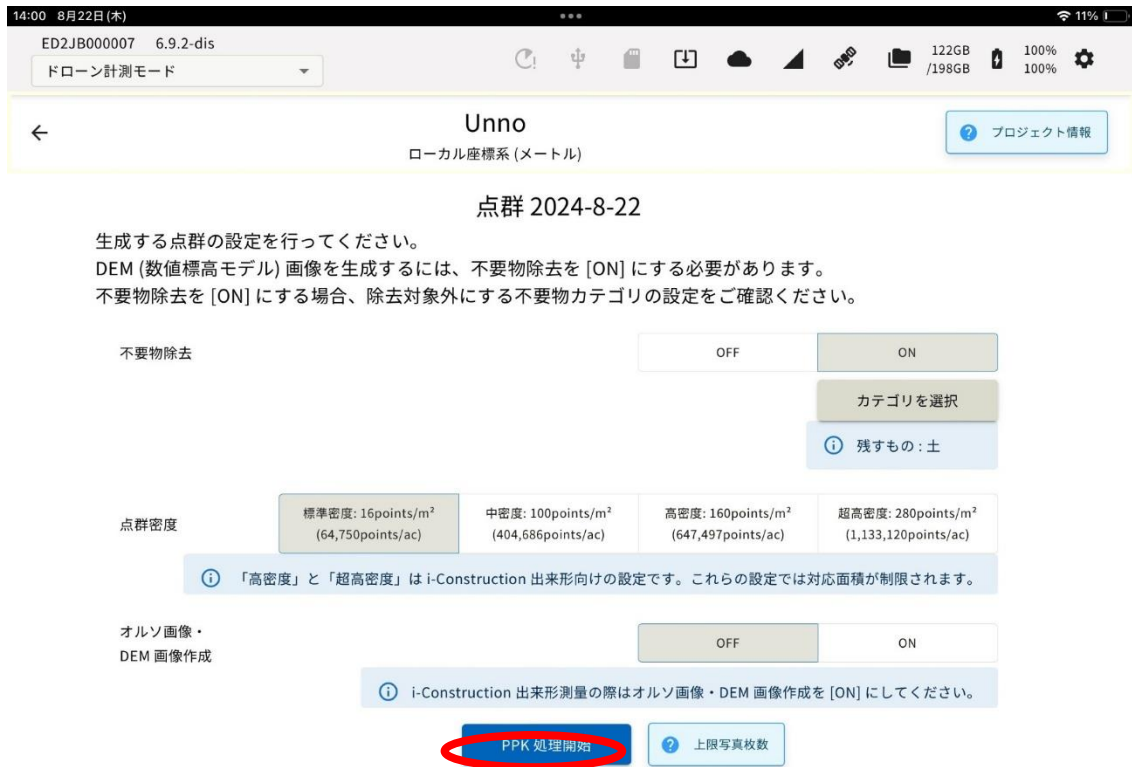 14:00 8月22日(木)
11%
ED2JB000007 6.9.2-dis
ドローン計測モード
122GB
/198GB
100%
100%
Unno
ローカル座標系 (メートル)
プロジェクト情報
点群 2024-8-22
生成する点群の設定を行ってください。
DEM (数値標高モデル) 画像を生成するには、不要物除去を [ON] にする必要があります。
不要物除去を [ON] にする場合、除去対象外にする不要物カテゴリの設定をご確認ください。
不要物除去
OFF
ON
カテゴリを選択
残すもの : 土
点群密度
標準密度: 16points/m²
(64,750points/ac)
中密度: 100points/m²
(404,686points/ac)
高密度: 160points/m²
(647,497points/ac)
超高密度: 280points/m²
(1,133,120points/ac)
「高密度」と「超高密度」は i-Construction 出来形向けの設定です。これらの設定では対応面積が制限されます。
オルソ画像・
DEM 画像作成
OFF
ON
i-Construction 出来形測量の際はオルソ画像・DEM 画像作成を [ON] にしてください。
PPK 処理開始
上限写真枚数